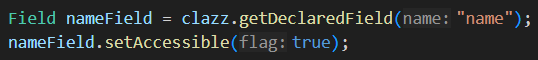 Field nameField = clazz.getDeclaredField(name: "name");
nameField.setAccessible(flag: true);